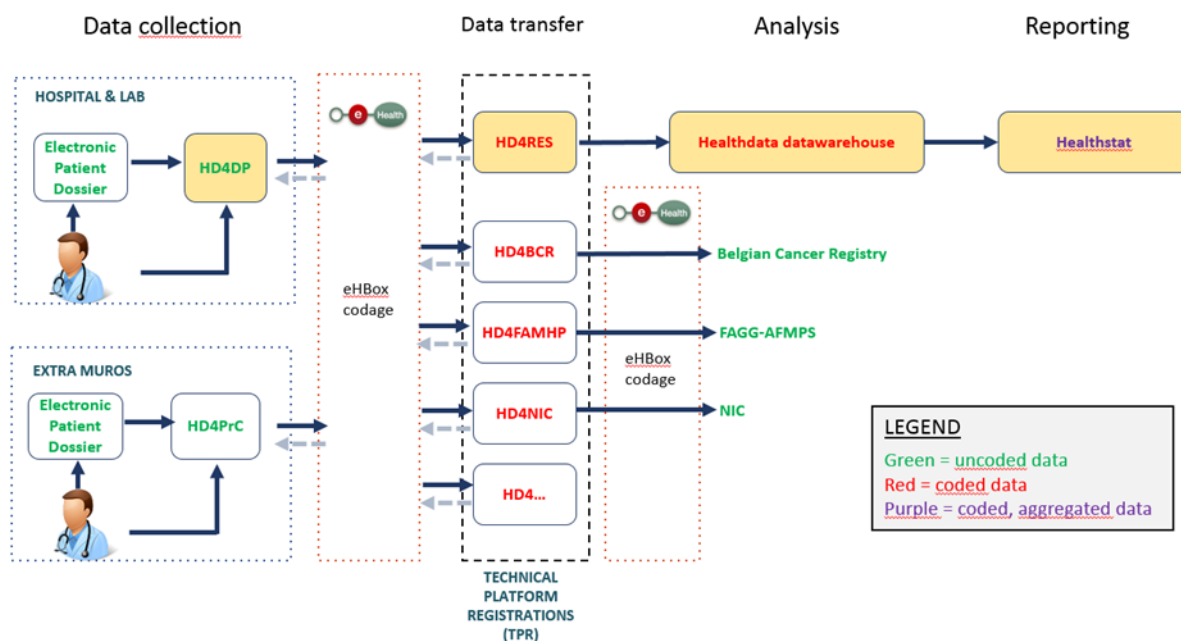 Data collection
Data transfer
Analysis
Reporting
HOSPITAL & LAB
Electronic
Patient
Dossier
HD4DP
e
Health
HD4RES
Healthdata datawarehouse
Healthstat
e
Health
HD4BCR
Belgian Cancer Registry
eHBox
codage
HD4FAMHP
FAGG-AFMPS
EXTRA MUROS
Electronic
Patient
Dossier
HD4PrC
eHBox
codage
HD4NIC
NIC
HD4...
LEGEND
Green = uncoded data
Red = coded data
Purple = coded, aggregated data
TECHNICAL
PLATFORM
REGISTRATIONS
(TPR)